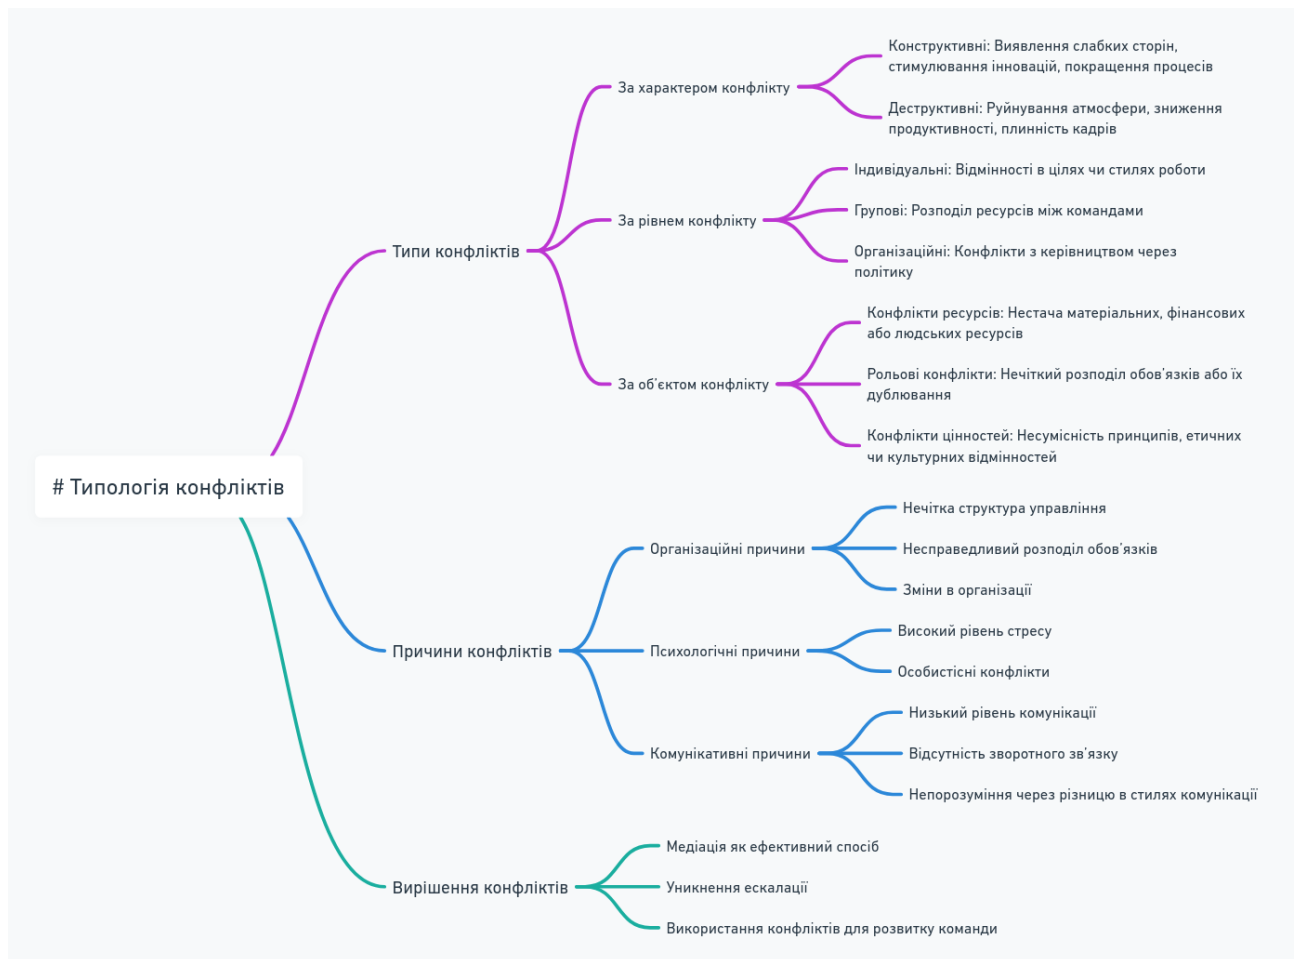 # Типологія конфліктів
Типи конфліктів
За характером конфлікту
Конструктивні: Виявлення слабких сторін,
стимулювання інновацій, покращення процесів
Деструктивні: Руйнування атмосфери, зниження
продуктивності, плинність кадрів
За рівнем конфлікту
Індивідуальні: Відмінності в цілях чи стилях роботи
Групові: Розподіл ресурсів між командами
Організаційні: Конфлікти з керівництвом через
політику
За об'єктом конфлікту
Конфлікти ресурсів: Нестача матеріальних, фінансових
або людських ресурсів
Рольові конфлікти: Нечіткий розподіл обов'язків або їх
дублювання
Конфлікти цінностей: Несумісність принципів, етичних
чи культурних відмінностей
Причини конфліктів
Організаційні причини
Нечітка структура управління
Несправедливий розподіл обов'язків
Зміни в організації
Психологічні причини
Високий рівень стресу
Особистісні конфлікти
Комунікативні причини
Низький рівень комунікації
Відсутність зворотного зв'язку
Непорозуміння через різницю в стилях комунікації
Вирішення конфліктів
Медіація як ефективний спосіб
Уникнення ескалації
Використання конфліктів для розвитку команди